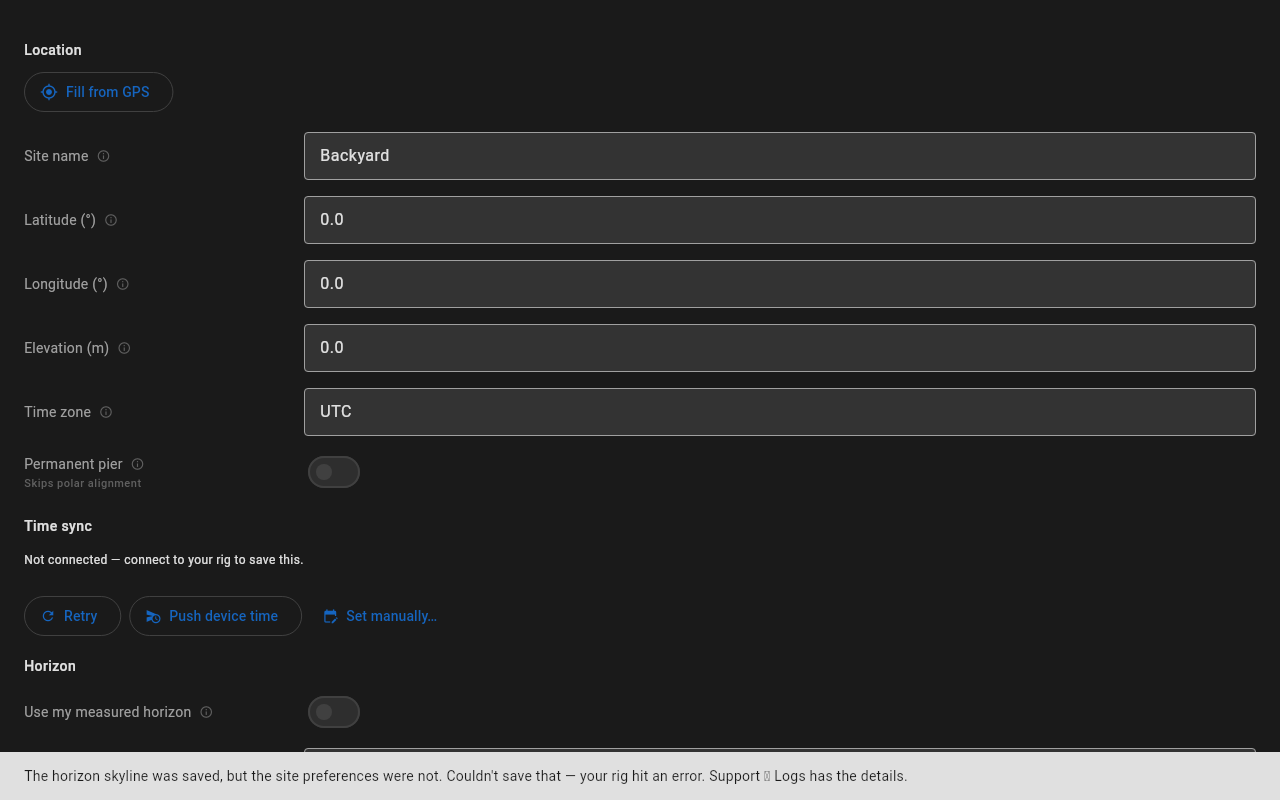 Location
Fill from GPS
Site name
Backyard
Latitude (°)
0.0
Longitude (°)
0.0
Elevation (m)
0.0
Time zone
UTC
Permanent pier
Skips polar alignment
Time sync
Not connected — connect to your rig to save this.
Retry
Push device time
Set manually…
Horizon
Use my measured horizon
The horizon skyline was saved, but the site preferences were not. Couldn't save that — your rig hit an error. Support Logs has the details.